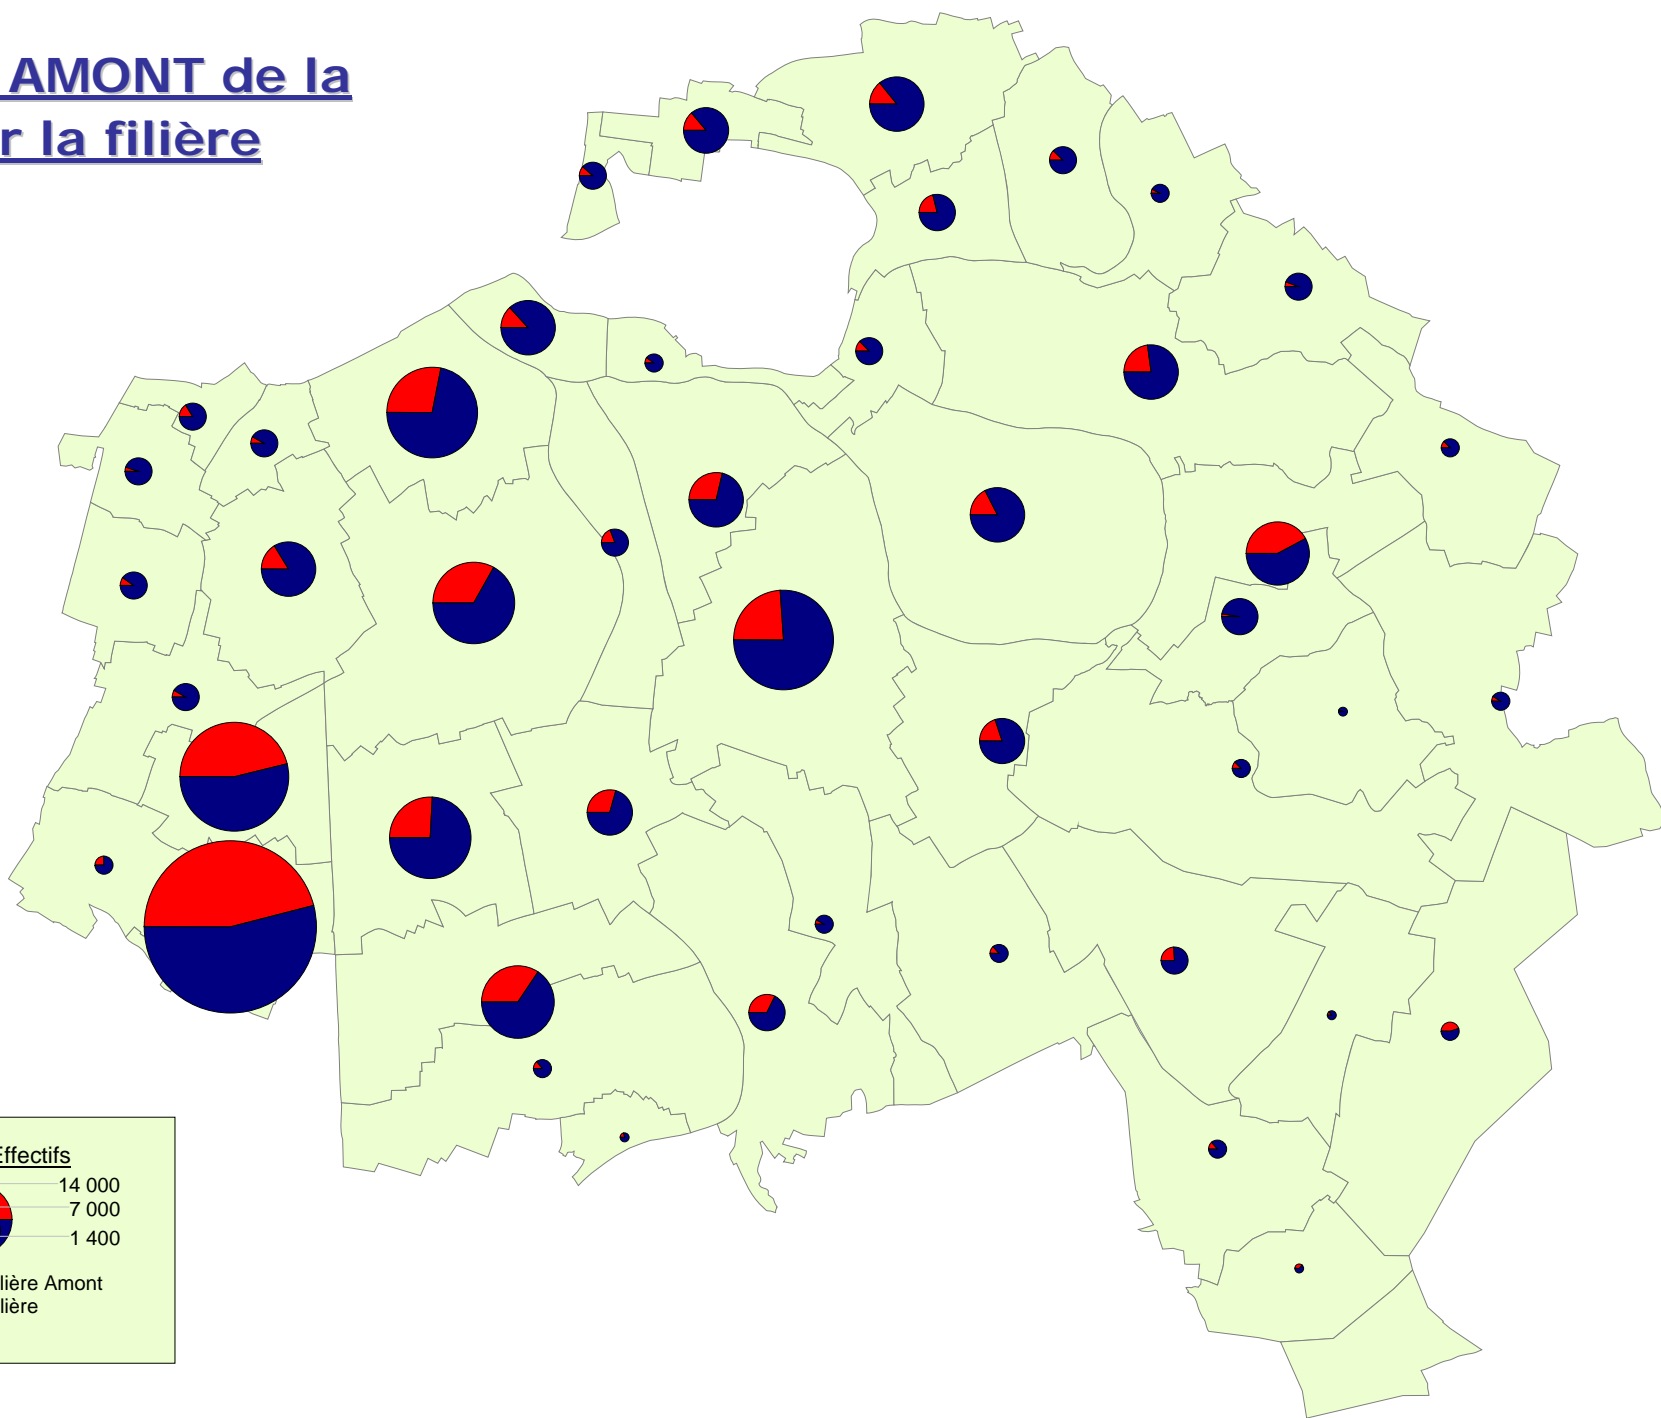 AMONT de la
r la filière
Effectifs
14 000
7 000
1 400
lière Amont
lière